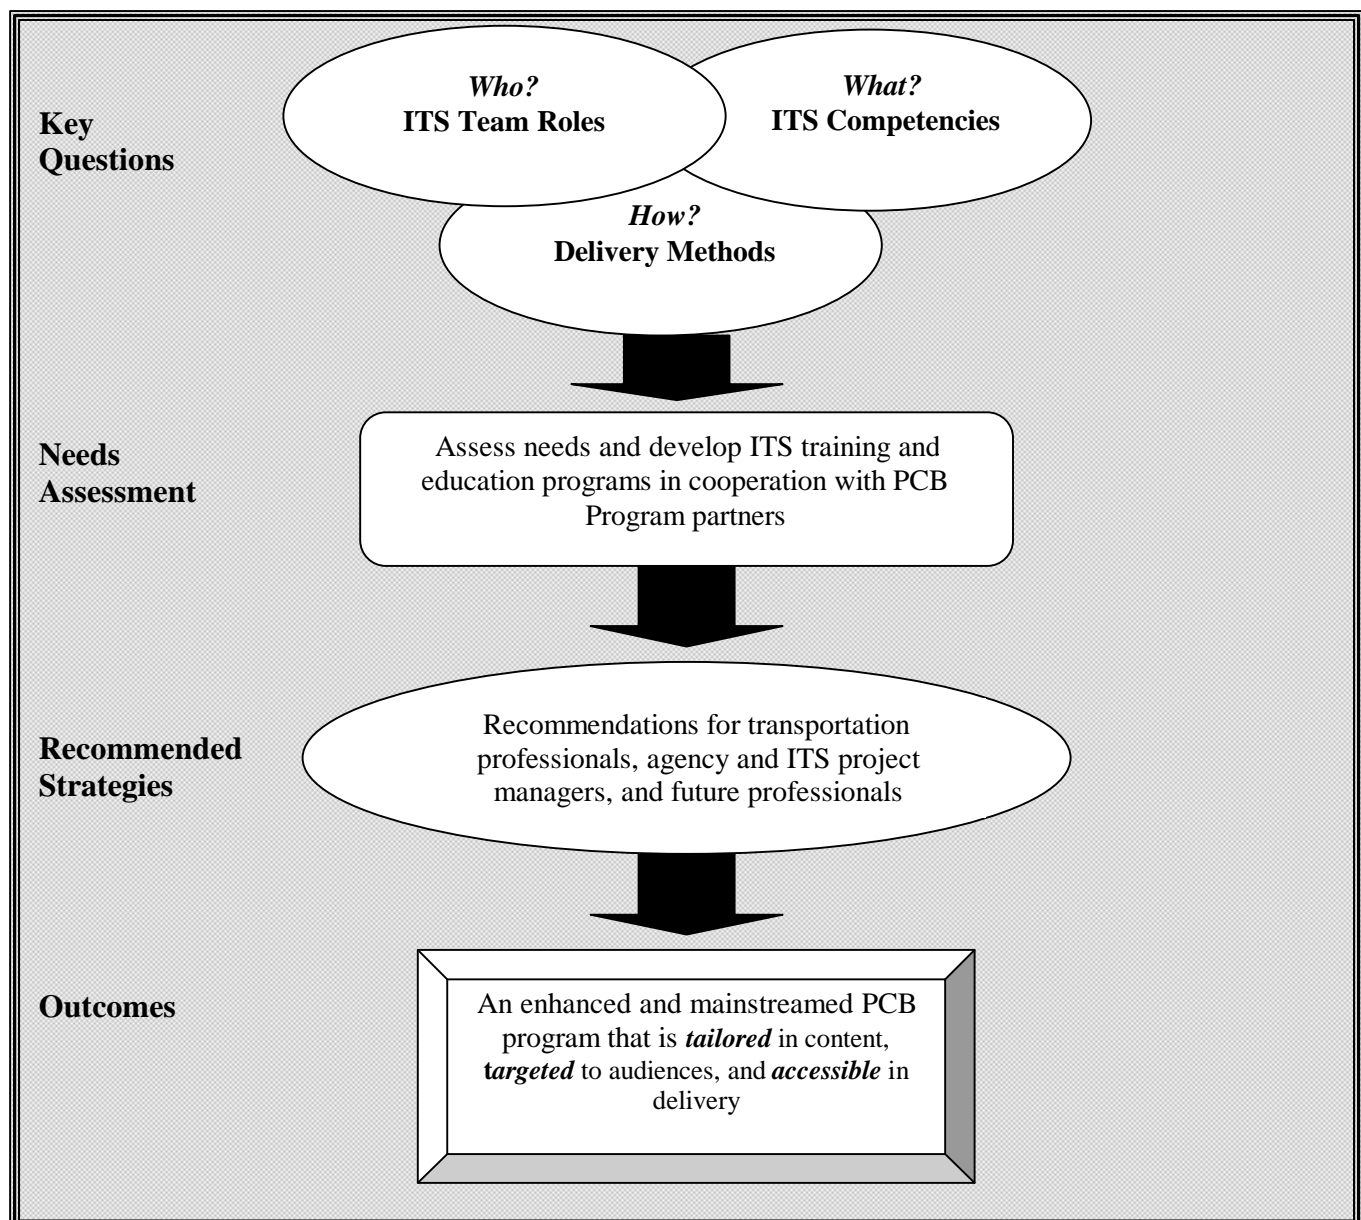 Key
Questions
Who?
ITS Team Roles
What?
ITS Competencies
How?
Delivery Methods
Needs
Assessment
Assess needs and develop ITS training and
education programs in cooperation with PCB
Program partners
Recommended
Strategies
Recommendations for transportation
professionals, agency and ITS project
managers, and future professionals
Outcomes
An enhanced and mainstreamed PCB
program that is tailored in content,
targeted to audiences, and accessible in
delivery